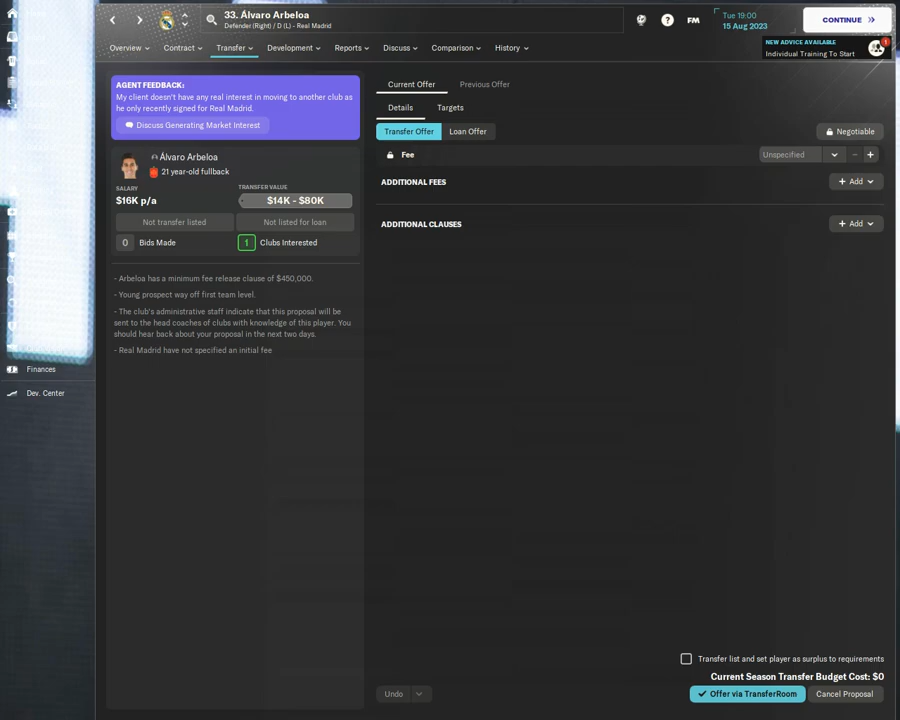 33. Álvaro Arbeloa
Defender (Right) / D (L) - Real Madrid
FM
Tue 19:00
15 Aug 2023
CONTINUE
Overview
Contract
Transfer
Development
Reports
Discuss
Comparison
History
NEW ADVICE AVAILABLE
Individual Training To Start
1
AGENT FEEDBACK:
My client doesn't have any real interest in moving to another club as
he only recently signed for Real Madrid.
Discuss Generating Market Interest
Álvaro Arbeloa
21 year-old fullback
SALARY
$16K p/a
TRANSFER VALUE
$14K - $80K
Not transfer listed
Not listed for loan
0 Bids Made
1 Clubs Interested
- Arbeloa has a minimum fee release clause of $450,000.
- Young prospect way off first team level.
- The club's administrative staff indicate that this proposal will be
sent to the head coaches of clubs with knowledge of this player. You
should hear back about your proposal in the next two days.
- Real Madrid have not specified an initial fee
Finances
Dev. Center
Current Offer
Previous Offer
Details
Targets
Transfer Offer
Loan Offer
Negotiable
Fee
Unspecified
ADDITIONAL FEES
+ Add
ADDITIONAL CLAUSES
+ Add
Transfer list and set player as surplus to requirements
Current Season Transfer Budget Cost: $0
Undo
Offer via TransferRoom
Cancel Proposal